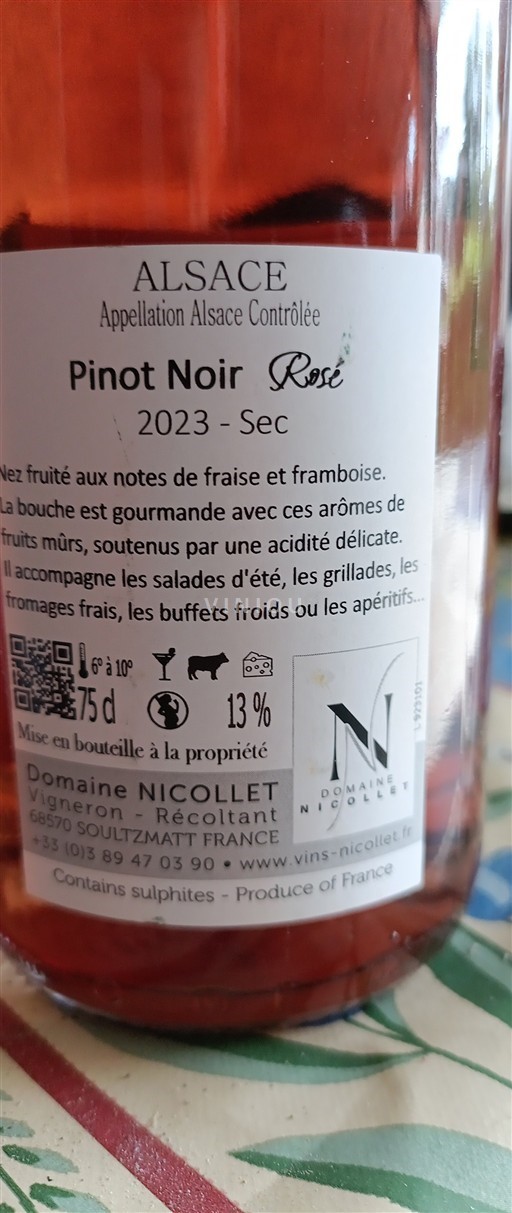 ALSACE
Appellation Alsace Contrôlée
Pinot Noir Rosé
2023 - Sec
Nez fruité aux notes de fraise et framboise.
La bouche est gourmande avec ces arômes de
fruits mûrs, soutenus par une acidité délicate.
Il accompagne les salades d'été, les grillades, les
fromages frais, les buffets froids ou les apéritifs...
VINIOU
6° à 10°
75 cl
13 %
Mise en bouteille à la propriété
Domaine NICOLLET
Vigneron - Récoltant
68570 SOULTZMATT FRANCE
+33 (0)3 89 47 03 90 • www.vins-nicollet.fr
N
DOMAINE
NICOLLET
L 923101
Contains sulphites - Produce of France